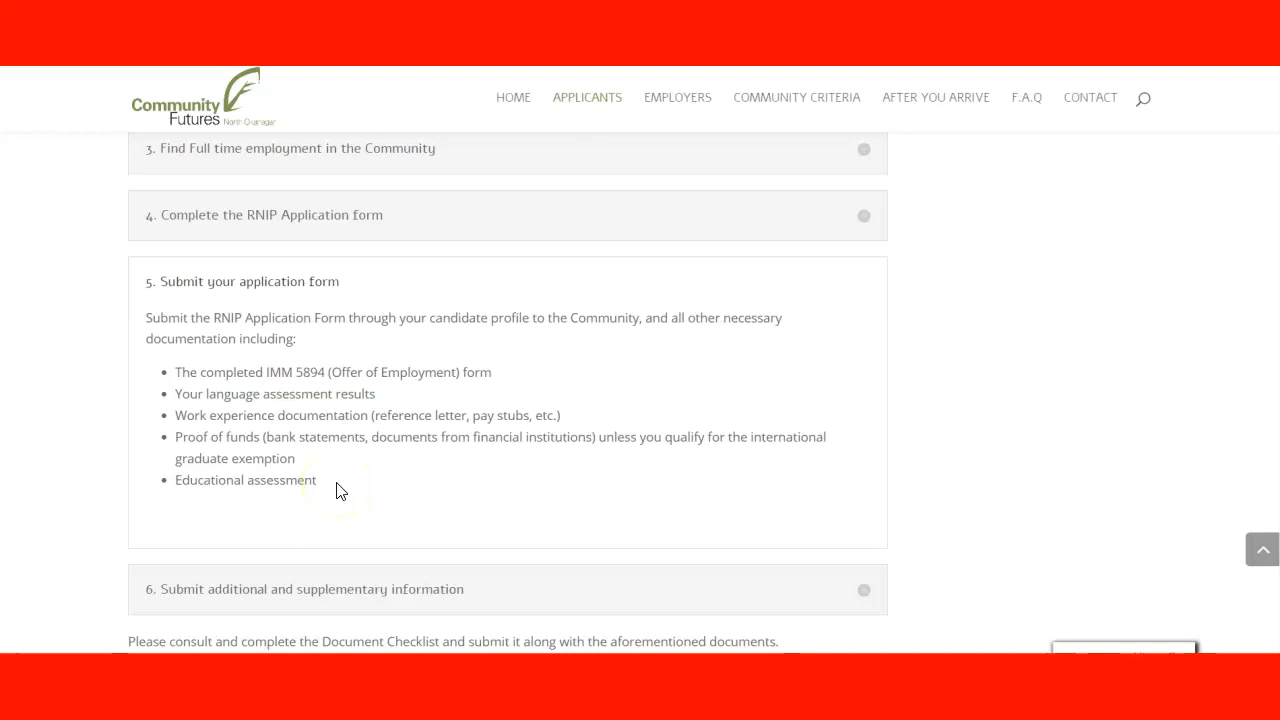 Community
Futures North Okanagan
HOME APPLICANTS EMPLOYERS COMMUNITY CRITERIA AFTER YOU ARRIVE F.A.Q CONTACT
3. Find Full time employment in the Community
4. Complete the RNIP Application form
5. Submit your application form
Submit the RNIP Application Form through your candidate profile to the Community, and all other necessary
documentation including:
• The completed IMM 5894 (Offer of Employment) form
• Your language assessment results
• Work experience documentation (reference letter, pay stubs, etc.)
• Proof of funds (bank statements, documents from financial institutions) unless you qualify for the international
graduate exemption
• Educational assessment
6. Submit additional and supplementary information
Please consult and complete the Document Checklist and submit it along with the aforementioned documents.